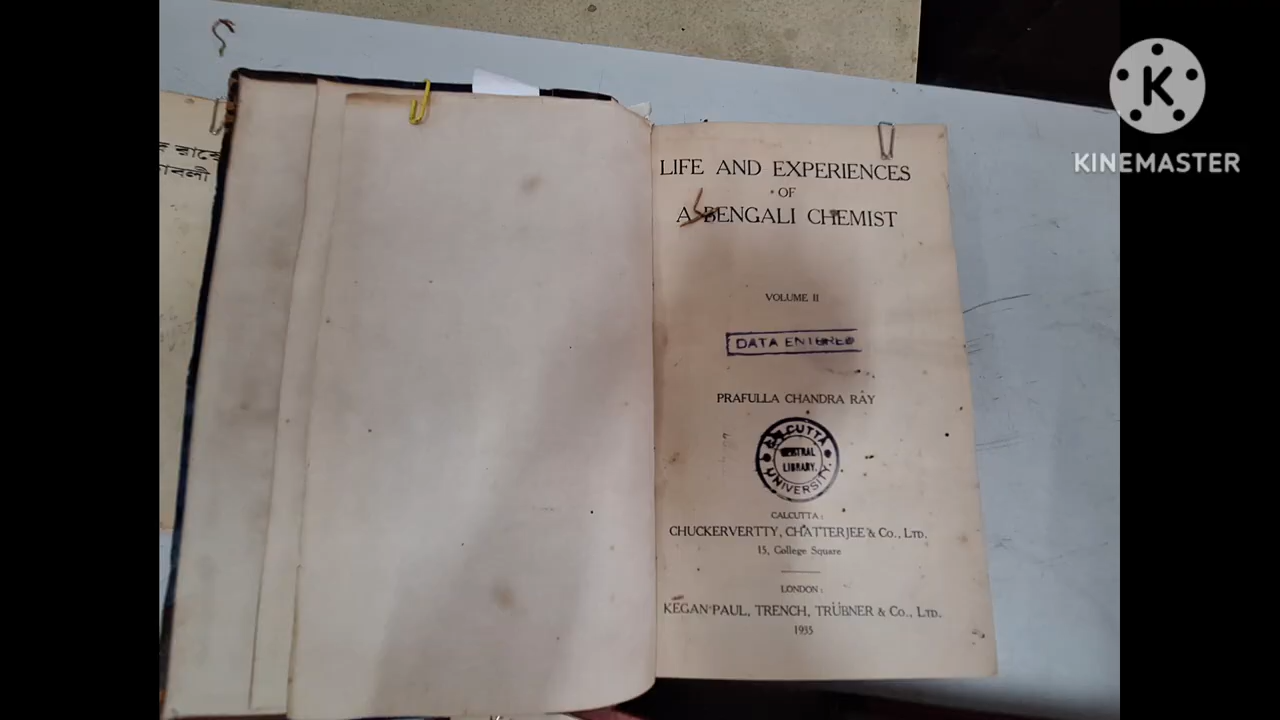 LIFE AND EXPERIENCES
OF
A BENGALI CHEMIST
VOLUME II
DATA ENTERED
PRAFULLA CHANDRA RAY
CALCUTTA
CENTRAL
LIBRARY.
UNIVERSITY.
CALCUTTA:
CHUCKERVERTTY, CHATTERJEE & Co., LTD.
15, College Square
LONDON:
KEGAN PAUL, TRENCH, TRÜBNER & Co., LTD.
1935
KINEMASTER